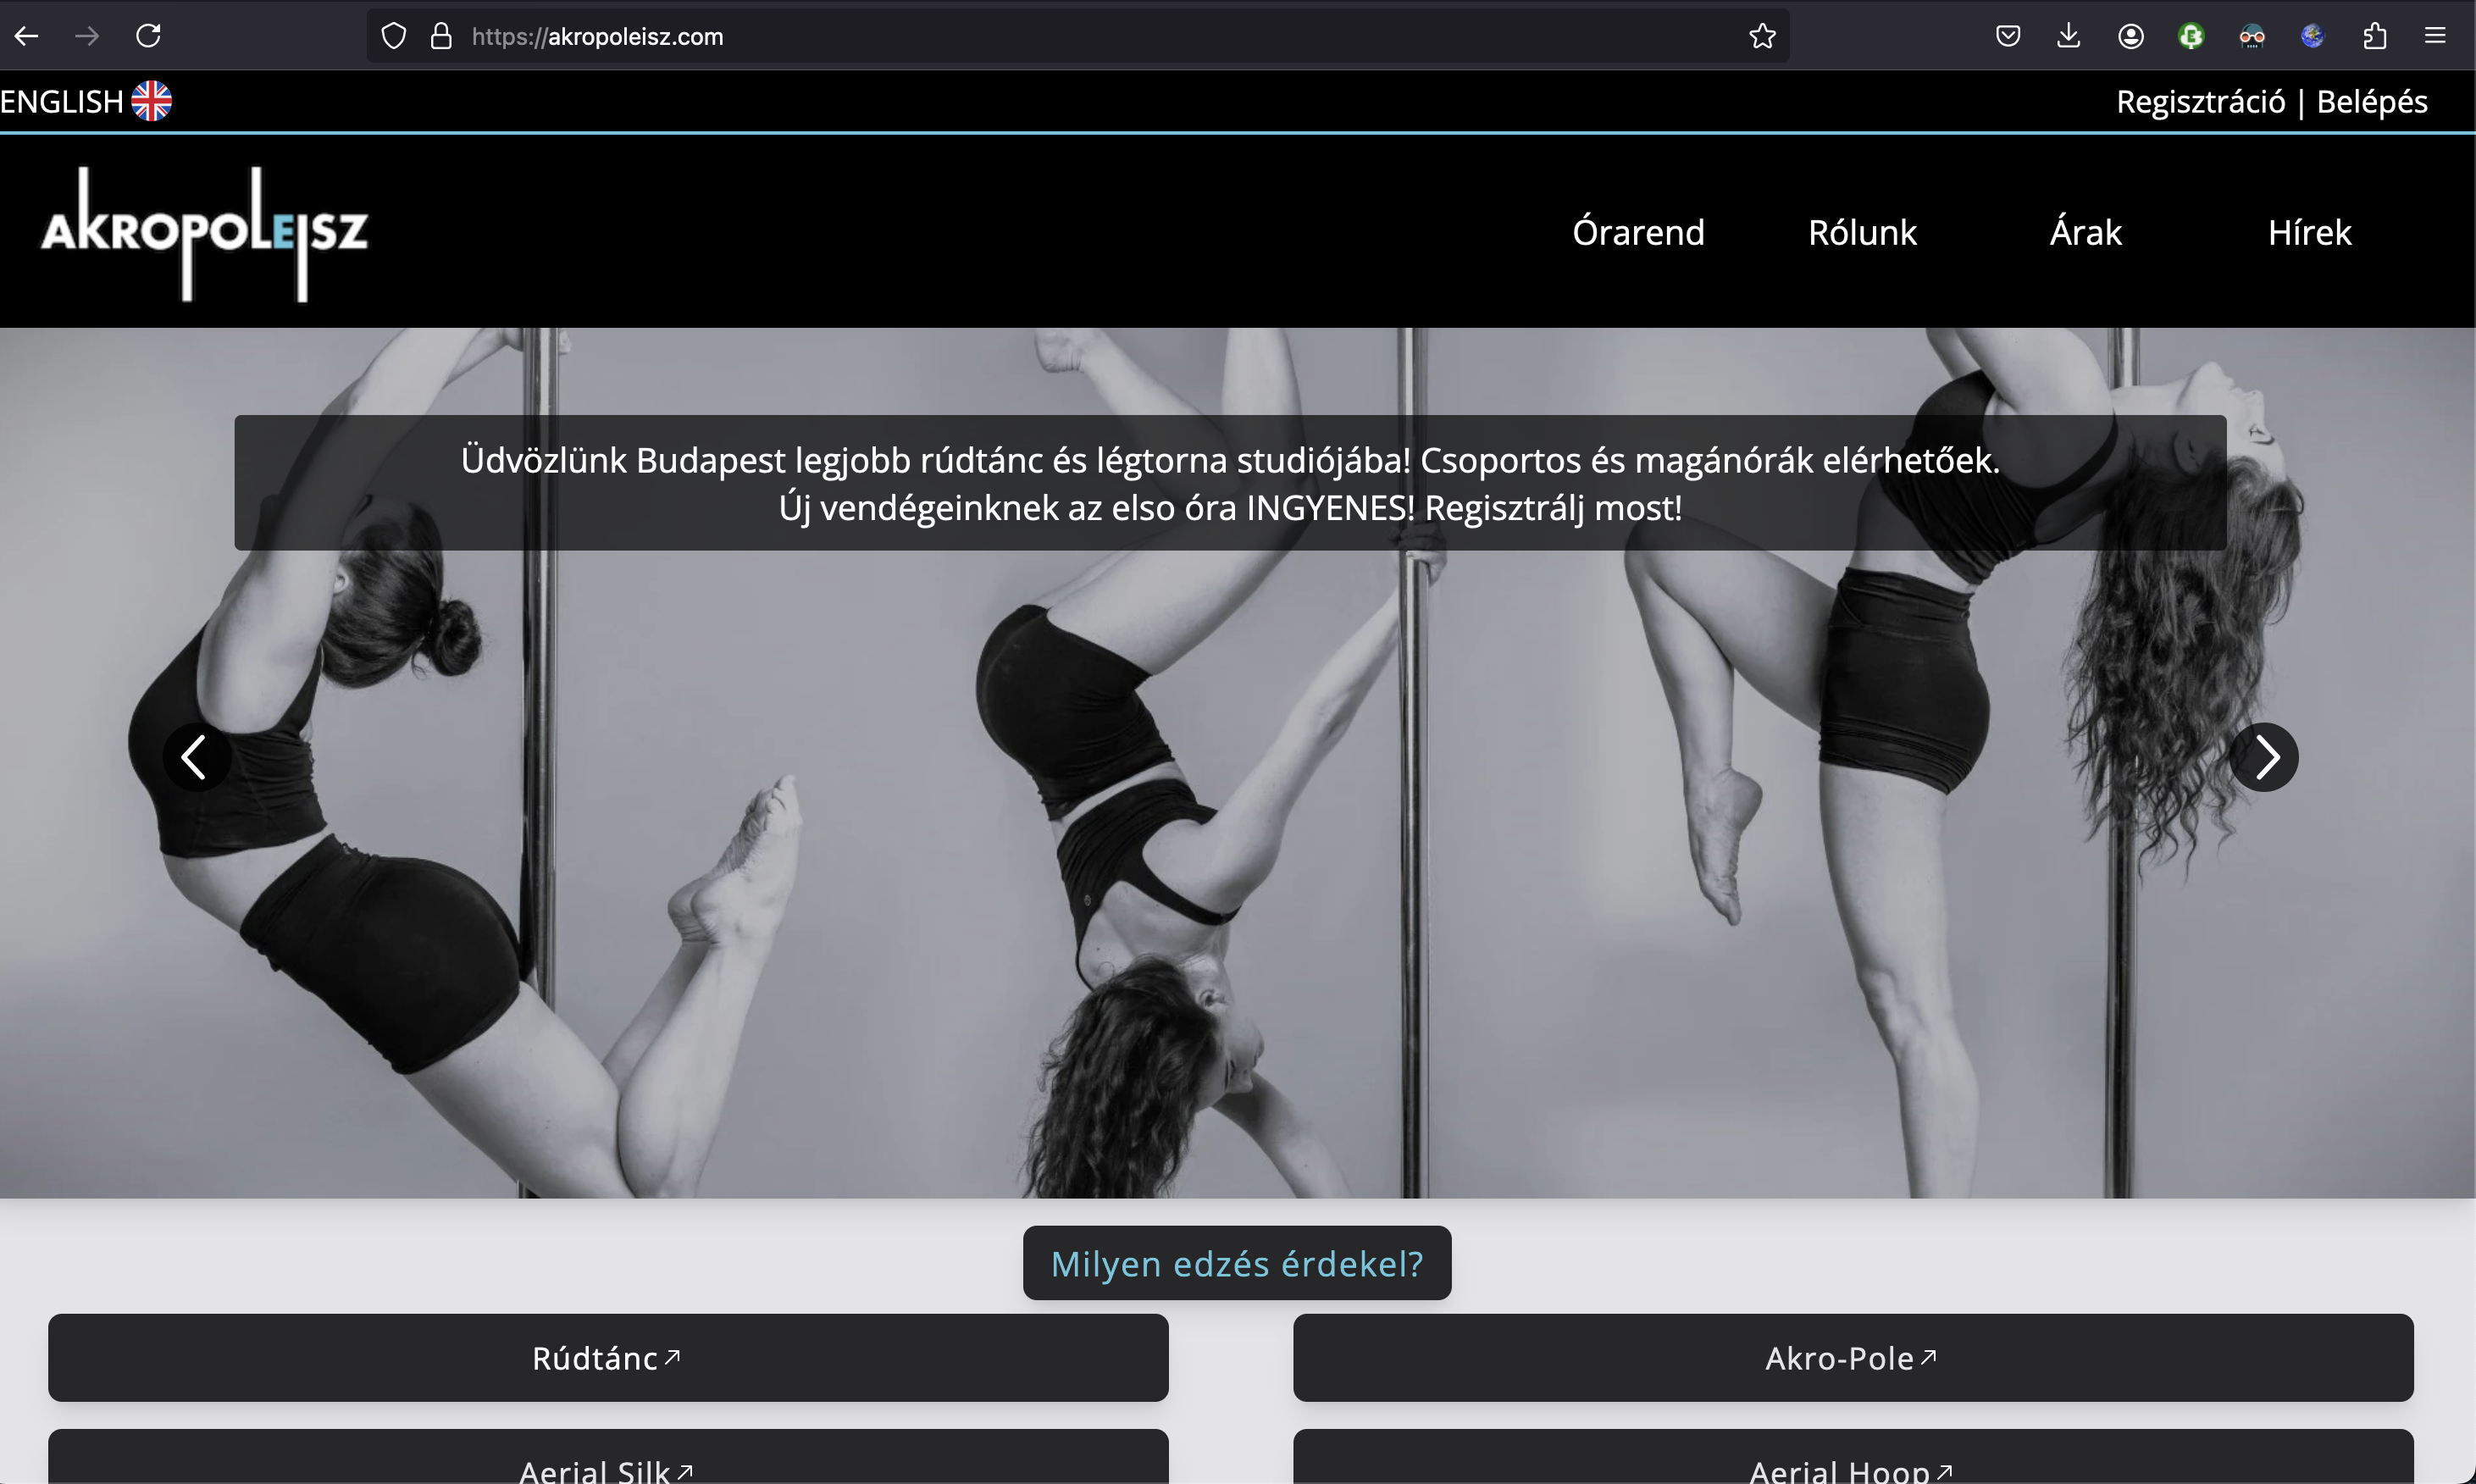 https://akropoleisz.com
ENGLISH
Regisztráció | Belépés
AKROPOLEISZ
Órarend
Rólunk
Árak
Hírek
Üdvözlünk Budapest legjobb rúdtánc és légtorna studiójába! Csoportos és magánórák elérhetőek.
Új vendégeinknek az elso óra INGYENES! Regisztrálj most!
Milyen edzés érdekel?
Rúdtánc
Akro-Pole
Aerial Silk
Aerial Hoop